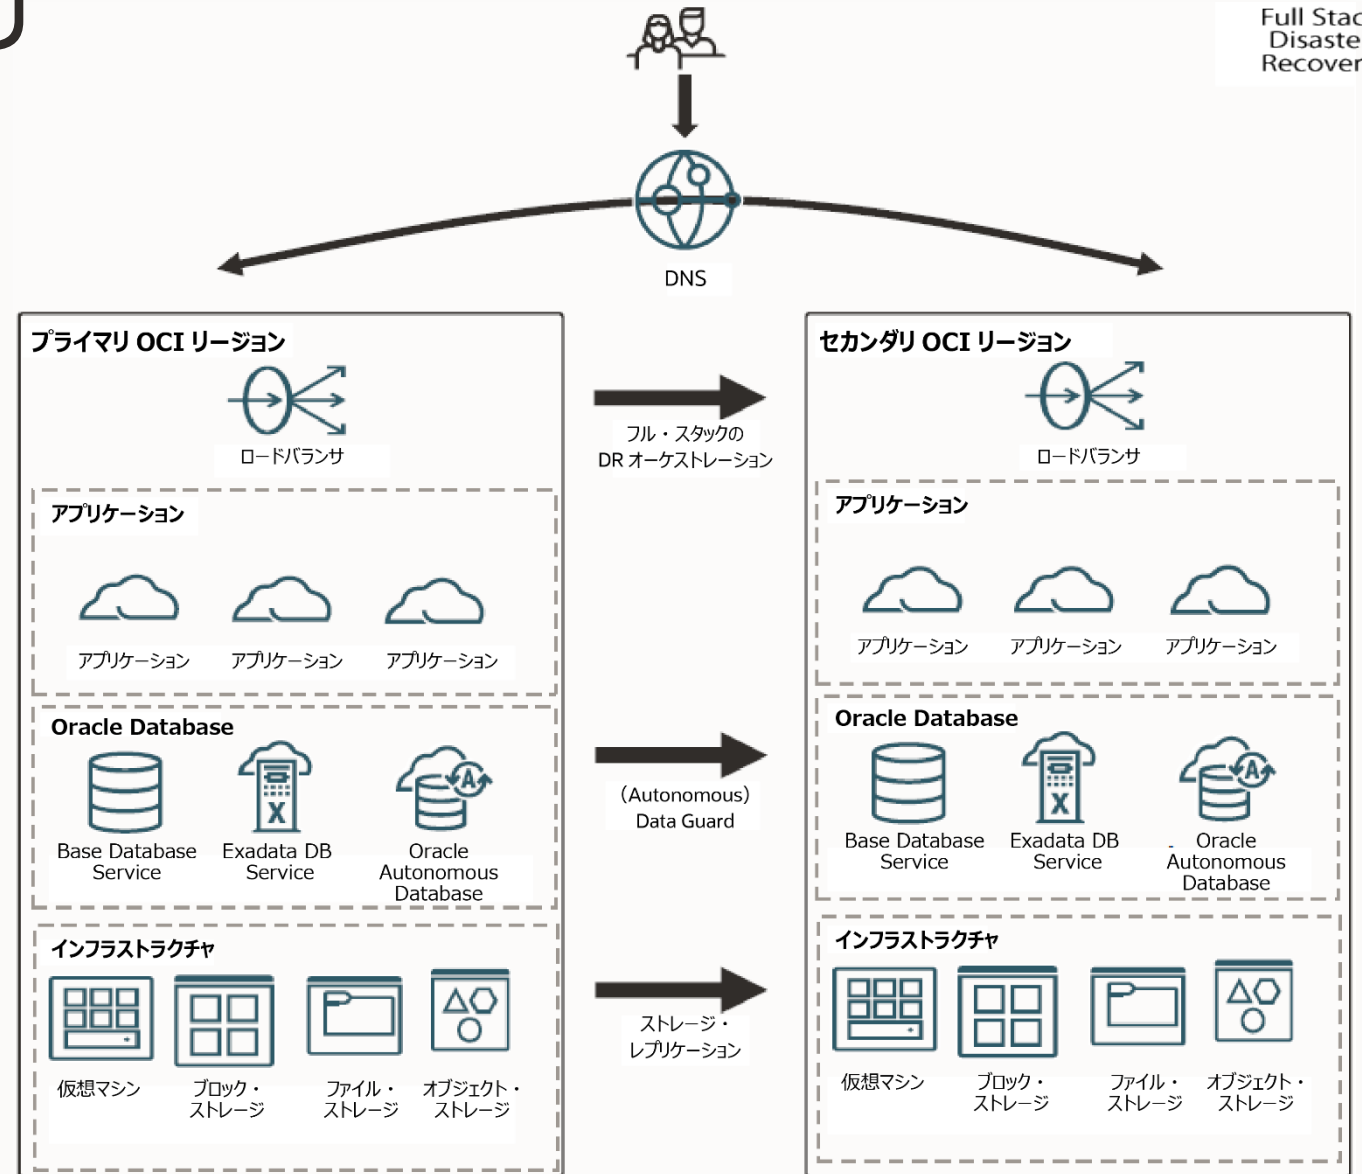 Full Stac
Disaste
Recover
DNS
プライマリ OCI リージョン
ロードバランサ
アプリケーション
アプリケーション
アプリケーション
アプリケーション
Oracle Database
Base Database
Service
Exadata DB
Service
Oracle
Autonomous
Database
インフラストラクチャ
仮想マシン
ブロック・
ストレージ
ファイル・
ストレージ
オブジェクト・
ストレージ
フル・スタックの
DR オーケストレーション
（Autonomous）
Data Guard
ストレージ・
レプリケーション
セカンダリ OCI リージョン
ロードバランサ
アプリケーション
アプリケーション
アプリケーション
アプリケーション
Oracle Database
Base Database
Service
Exadata DB
Service
Oracle
Autonomous
Database
インフラストラクチャ
仮想マシン
ブロック・
ストレージ
ファイル・
ストレージ
オブジェクト・
ストレージ